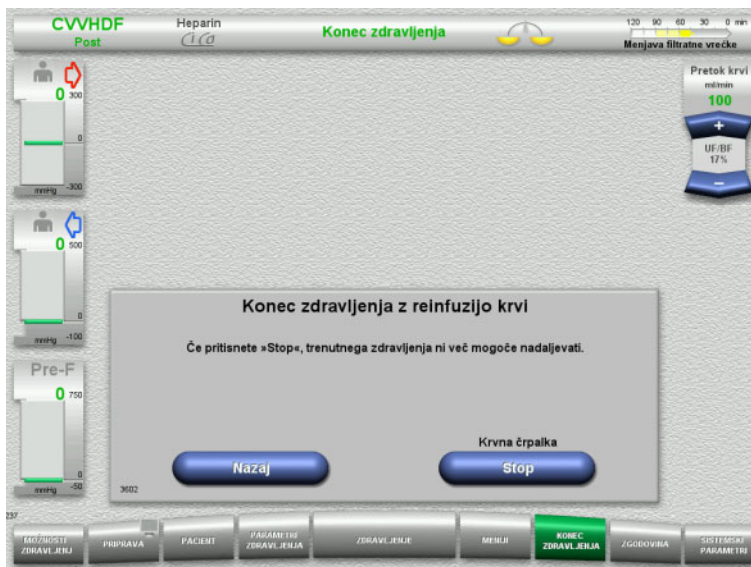 CVVHDF
Post
Heparin
CiCa
Konec zdravljenja
120 90 60 30 0 min
Menjava filtratne vrečke
0
300
0
-300
mmHg
0
500
0
-100
mmHg
Pre-F
0
750
0
-50
mmHg
Pretok krvi
ml/min
100
+
UF/BF
17%
−
Konec zdravljenja z reinfuzijo krvi
Če pritisnete »Stop«, trenutnega zdravljenja ni več mogoče nadaljevati.
Krvna črpalka
Nazaj
Stop
3602
237
MOŽNOSTI
ZDRAVLJENJ
PRIPRAVA
PACIENT
PARAMETRI
ZDRAVLJENJA
ZDRAVLJENJE
MENIJI
KONEC
ZDRAVLJENJA
ZGODOVINA
SISTEMSKI
PARAMETRI